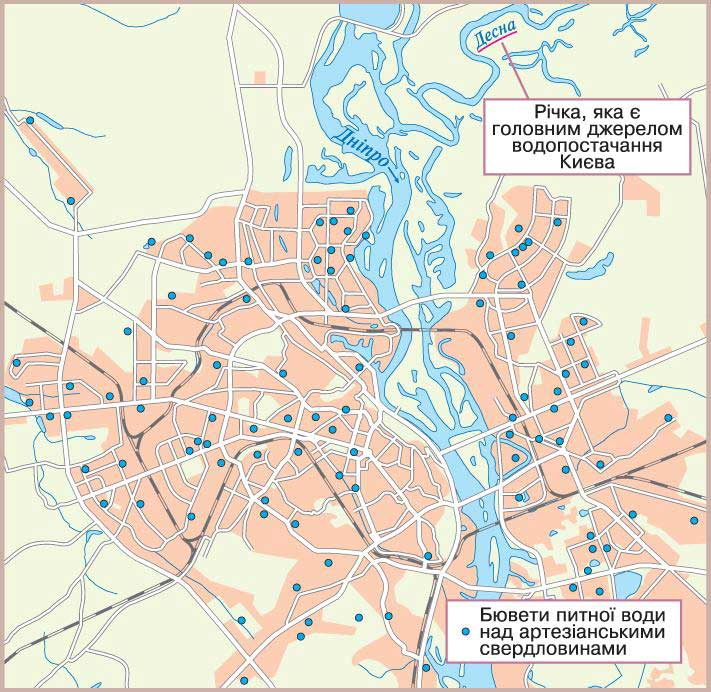 Десна
Річка, яка є
головним джерелом
водопостачання
Києва
Дніпро
Бювети питної води
над артезіанськими
свердловинами